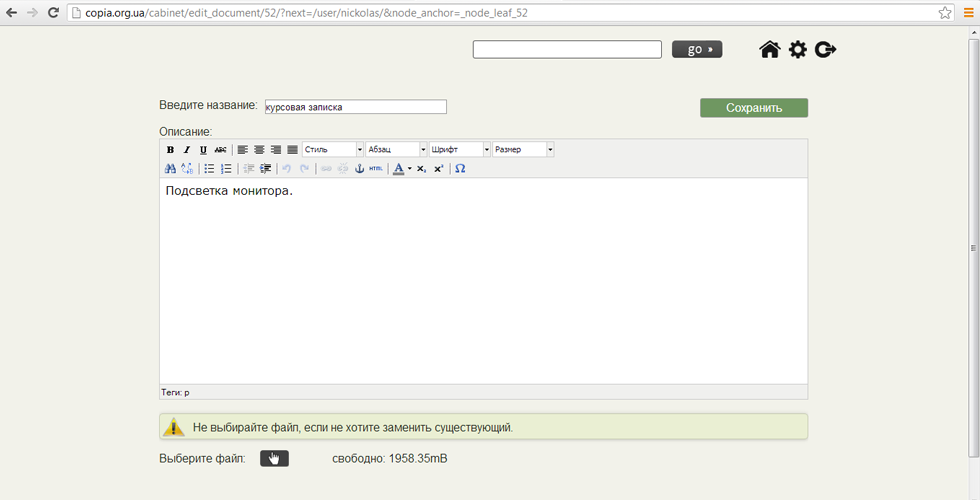 copia.org.ua/cabinet/edit_document/52/?next=/user/nickolas/&node_anchor=_node_leaf_52
go »
Введите название: курсовая записка Сохранить
Описание:
B I U ABC Стиль Абзац Шрифт Размер
HTML A x₂ x² Ω
Подсветка монитора.
Теги: p
Не выбирайте файл, если не хотите заменить существующий.
Выберите файл: свободно: 1958.35mB